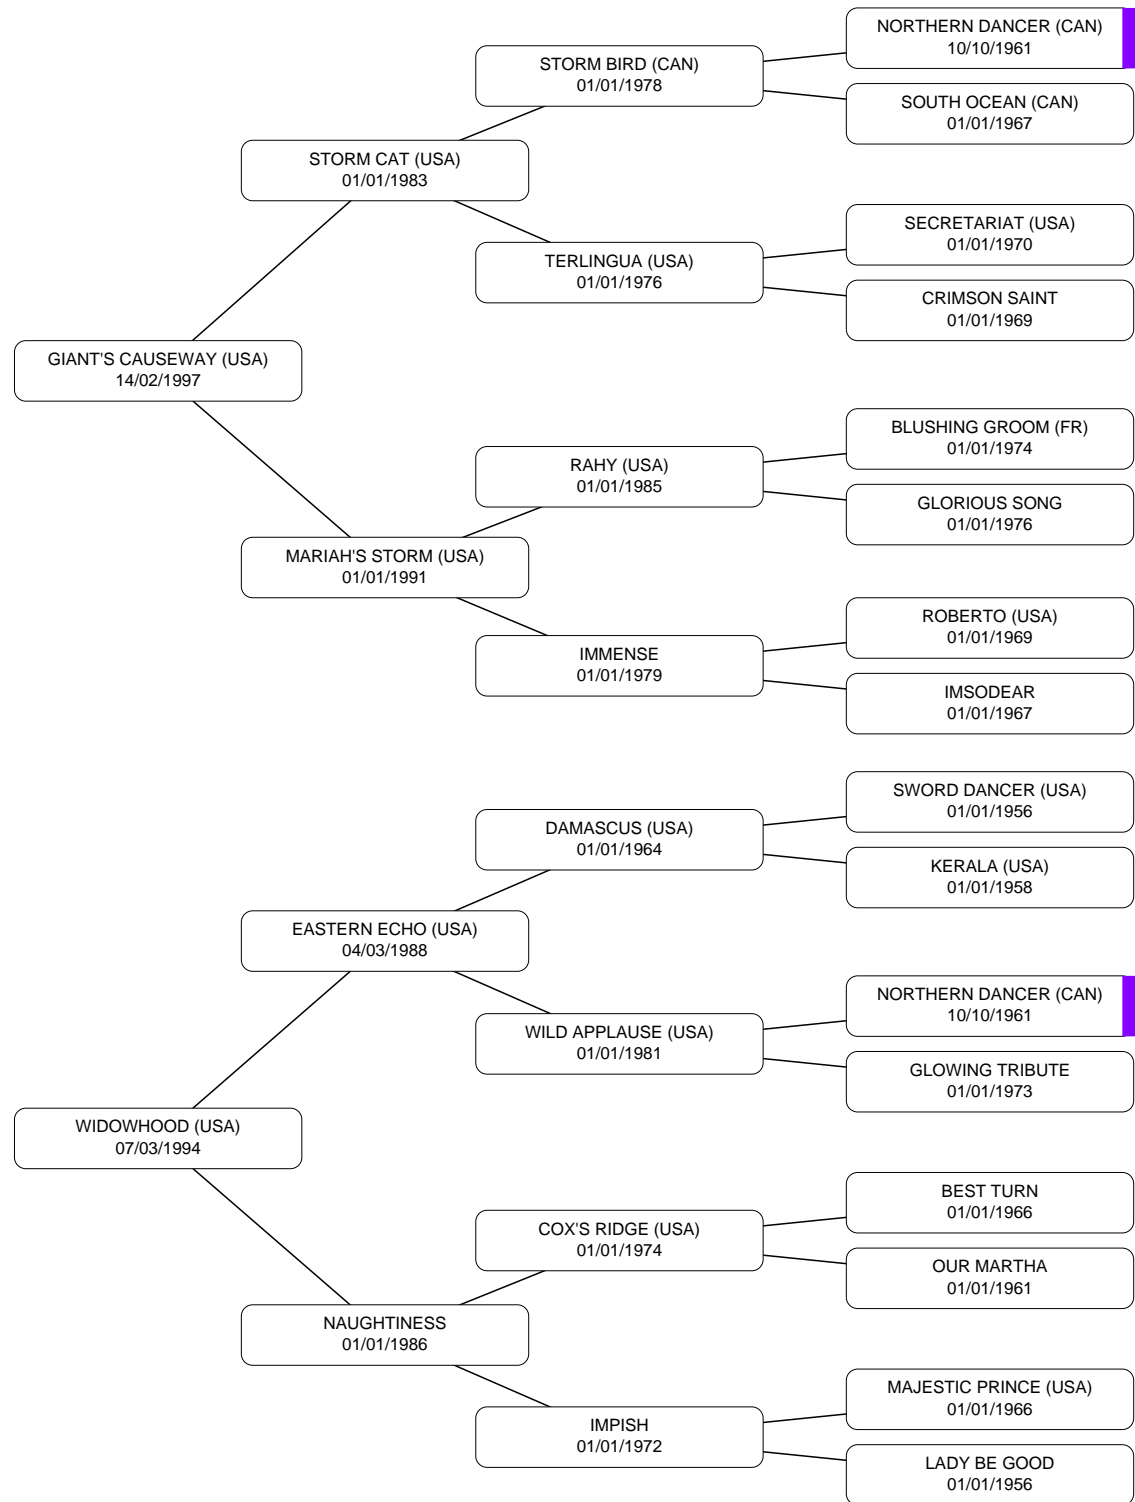 NORTHERN DANCER (CAN)
10/10/1961
STORM BIRD (CAN)
01/01/1978
SOUTH OCEAN (CAN)
01/01/1967
STORM CAT (USA)
01/01/1983
SECRETARIAT (USA)
01/01/1970
TERLINGUA (USA)
01/01/1976
CRIMSON SAINT
01/01/1969
GIANT'S CAUSEWAY (USA)
14/02/1997
BLUSHING GROOM (FR)
01/01/1974
RAHY (USA)
01/01/1985
GLORIOUS SONG
01/01/1976
MARIAH'S STORM (USA)
01/01/1991
ROBERTO (USA)
01/01/1969
IMMENSE
01/01/1979
IMSODEAR
01/01/1967
SWORD DANCER (USA)
01/01/1956
DAMASCUS (USA)
01/01/1964
KERALA (USA)
01/01/1958
EASTERN ECHO (USA)
04/03/1988
NORTHERN DANCER (CAN)
10/10/1961
WILD APPLAUSE (USA)
01/01/1981
GLOWING TRIBUTE
01/01/1973
WIDOWHOOD (USA)
07/03/1994
BEST TURN
01/01/1966
COX'S RIDGE (USA)
01/01/1974
OUR MARTHA
01/01/1961
NAUGHTINESS
01/01/1986
MAJESTIC PRINCE (USA)
01/01/1966
IMPISH
01/01/1972
LADY BE GOOD
01/01/1956